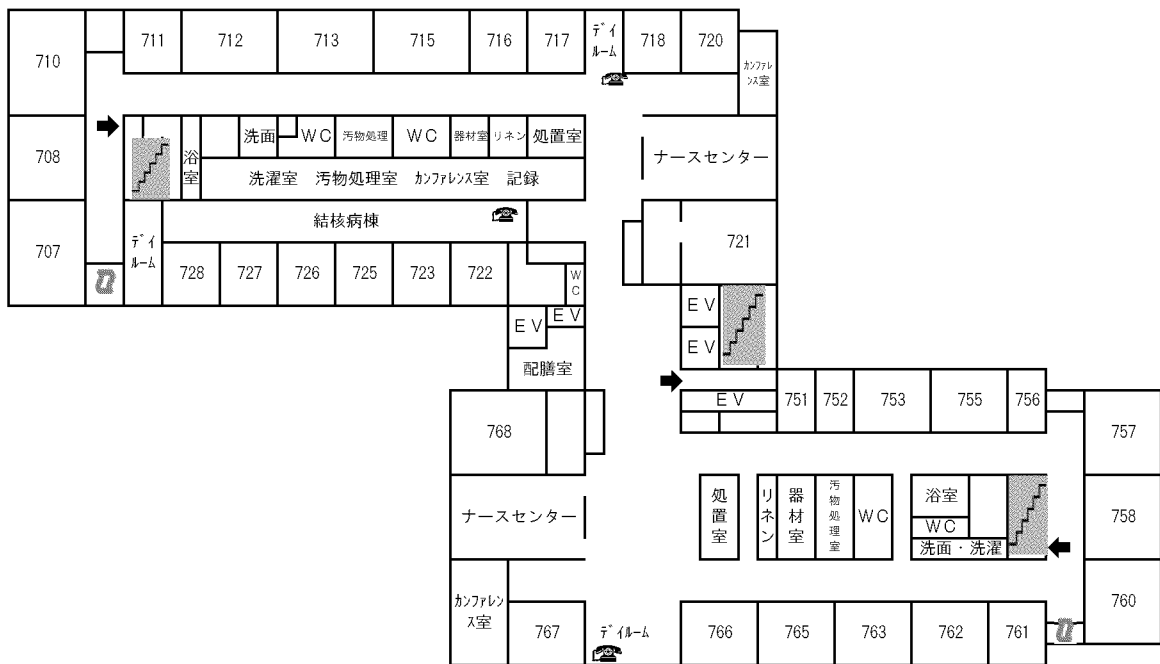 711
712
713
715
716
717
ﾃﾞｲ
ﾙｰﾑ
718
720
710
ｶﾝﾌｧﾚ
ﾝｽ室
708
浴
室
洗面
ＷＣ
汚物処理
ＷＣ
器材室
リネン
処置室
ナースセンター
洗濯室 汚物処理室 ｶﾝﾌｧﾚﾝｽ室 記録
707
ﾃﾞｲ
ﾙｰﾑ
結核病棟
721
728
727
726
725
723
722
Ｗ
Ｃ
ＥＶ
ＥＶ
ＥＶ
ＥＶ
配膳室
ＥＶ
751
752
753
755
756
757
768
ナースセンター
処
置
室
リ
ネ
ン
器
材
室
汚
物
処
理
室
ＷＣ
浴室
ＷＣ
洗面・洗濯
758
ｶﾝﾌｧﾚﾝ
ｽ室
767
ﾃﾞｲﾙｰﾑ
766
765
763
762
761
760